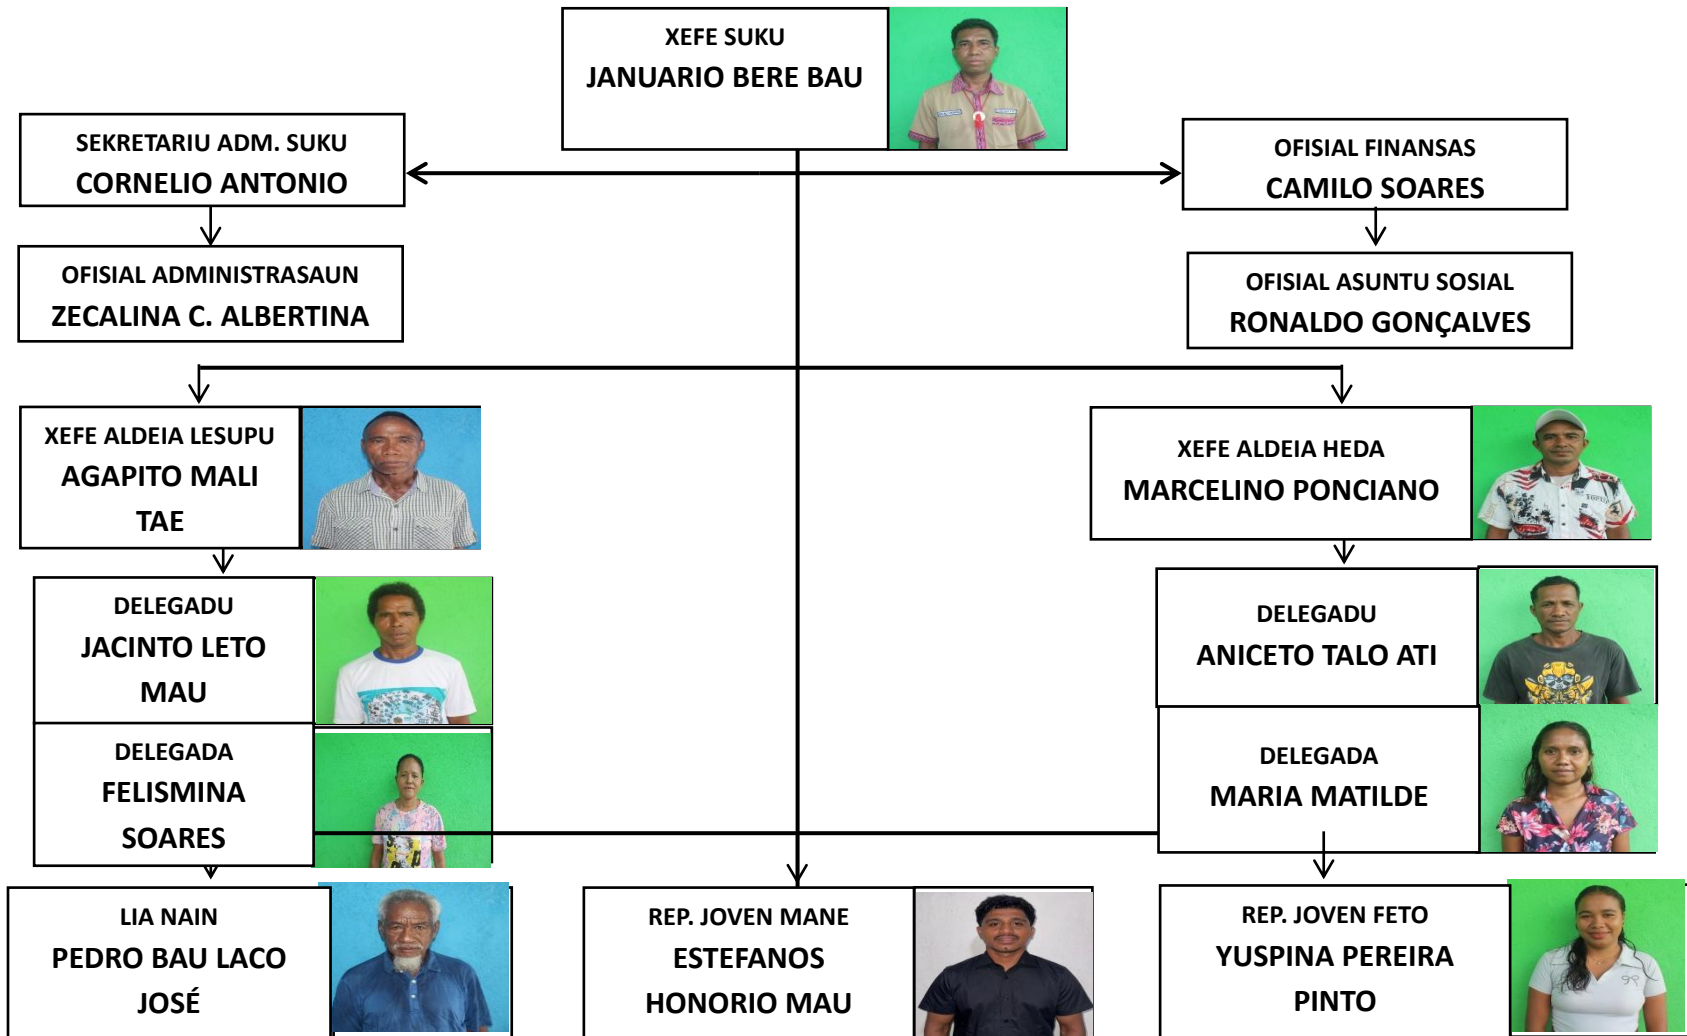 XEFE SUKU
JANUARIO BERE BAU
SEKRETARIU ADM. SUKU
CORNELIO ANTONIO
OFISIAL FINANSAS
CAMILO SOARES
OFISIAL ADMINISTRASAUN
ZECALINA C. ALBERTINA
OFISIAL ASUNTU SOSIAL
RONALDO GONÇALVES
XEFE ALDEIA LESUPU
AGAPITO MALI
TAE
XEFE ALDEIA HEDA
MARCELINO PONCIANO
DELEGADU
JACINTO LETO
MAU
DELEGADU
ANICETO TALO ATI
DELEGADA
FELISMINA
SOARES
DELEGADA
MARIA MATILDE
LIA NAIN
PEDRO BAU LACO
JOSÉ
REP. JOVEN MANE
ESTEFANOS
HONORIO MAU
REP. JOVEN FETO
YUSPINA PEREIRA
PINTO